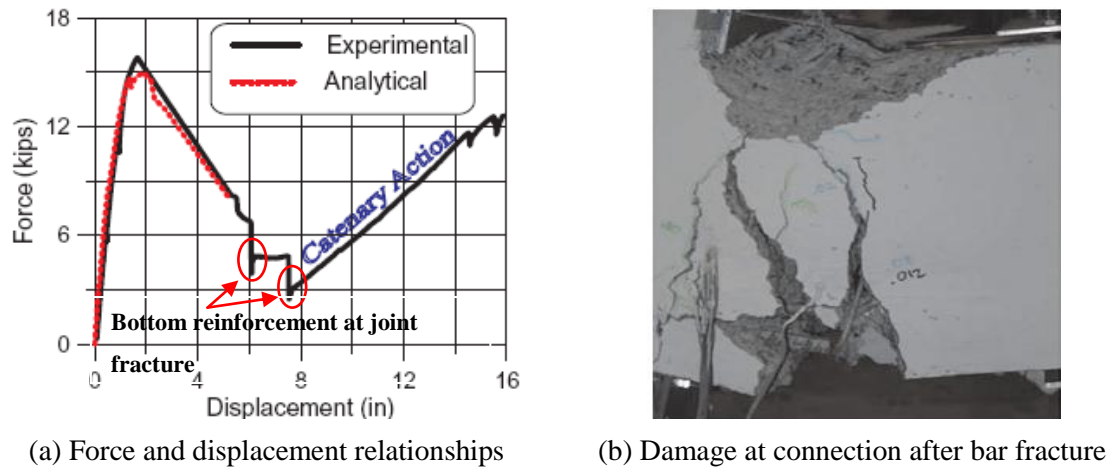 18
12
6
0
Force (kips)
Experimental
Analytical
Catenary Action
Bottom reinforcement at joint
fracture
0 4 8 12 16
Displacement (in)
.012
(a) Force and displacement relationships
(b) Damage at connection after bar fracture